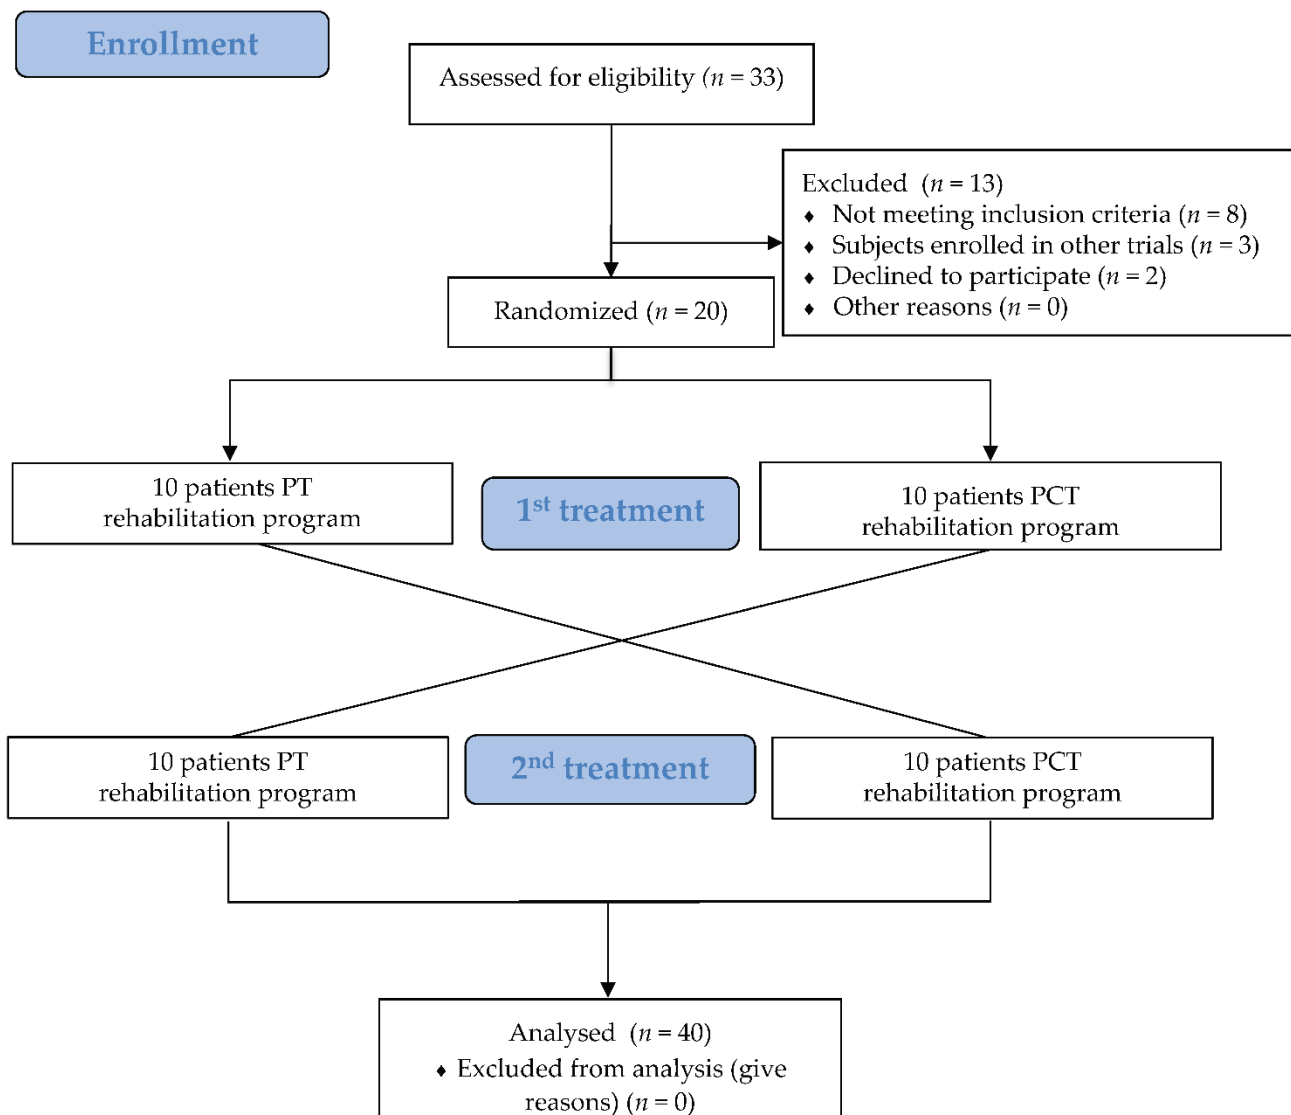 Enrollment
Assessed for eligibility (n = 33)
Excluded (n = 13)
♦ Not meeting inclusion criteria (n = 8)
♦ Subjects enrolled in other trials (n = 3)
♦ Declined to participate (n = 2)
♦ Other reasons (n = 0)
Randomized (n = 20)
10 patients PT
rehabilitation program
1st treatment
10 patients PCT
rehabilitation program
10 patients PT
rehabilitation program
2nd treatment
10 patients PCT
rehabilitation program
Analysed (n = 40)
♦ Excluded from analysis (give
reasons) (n = 0)